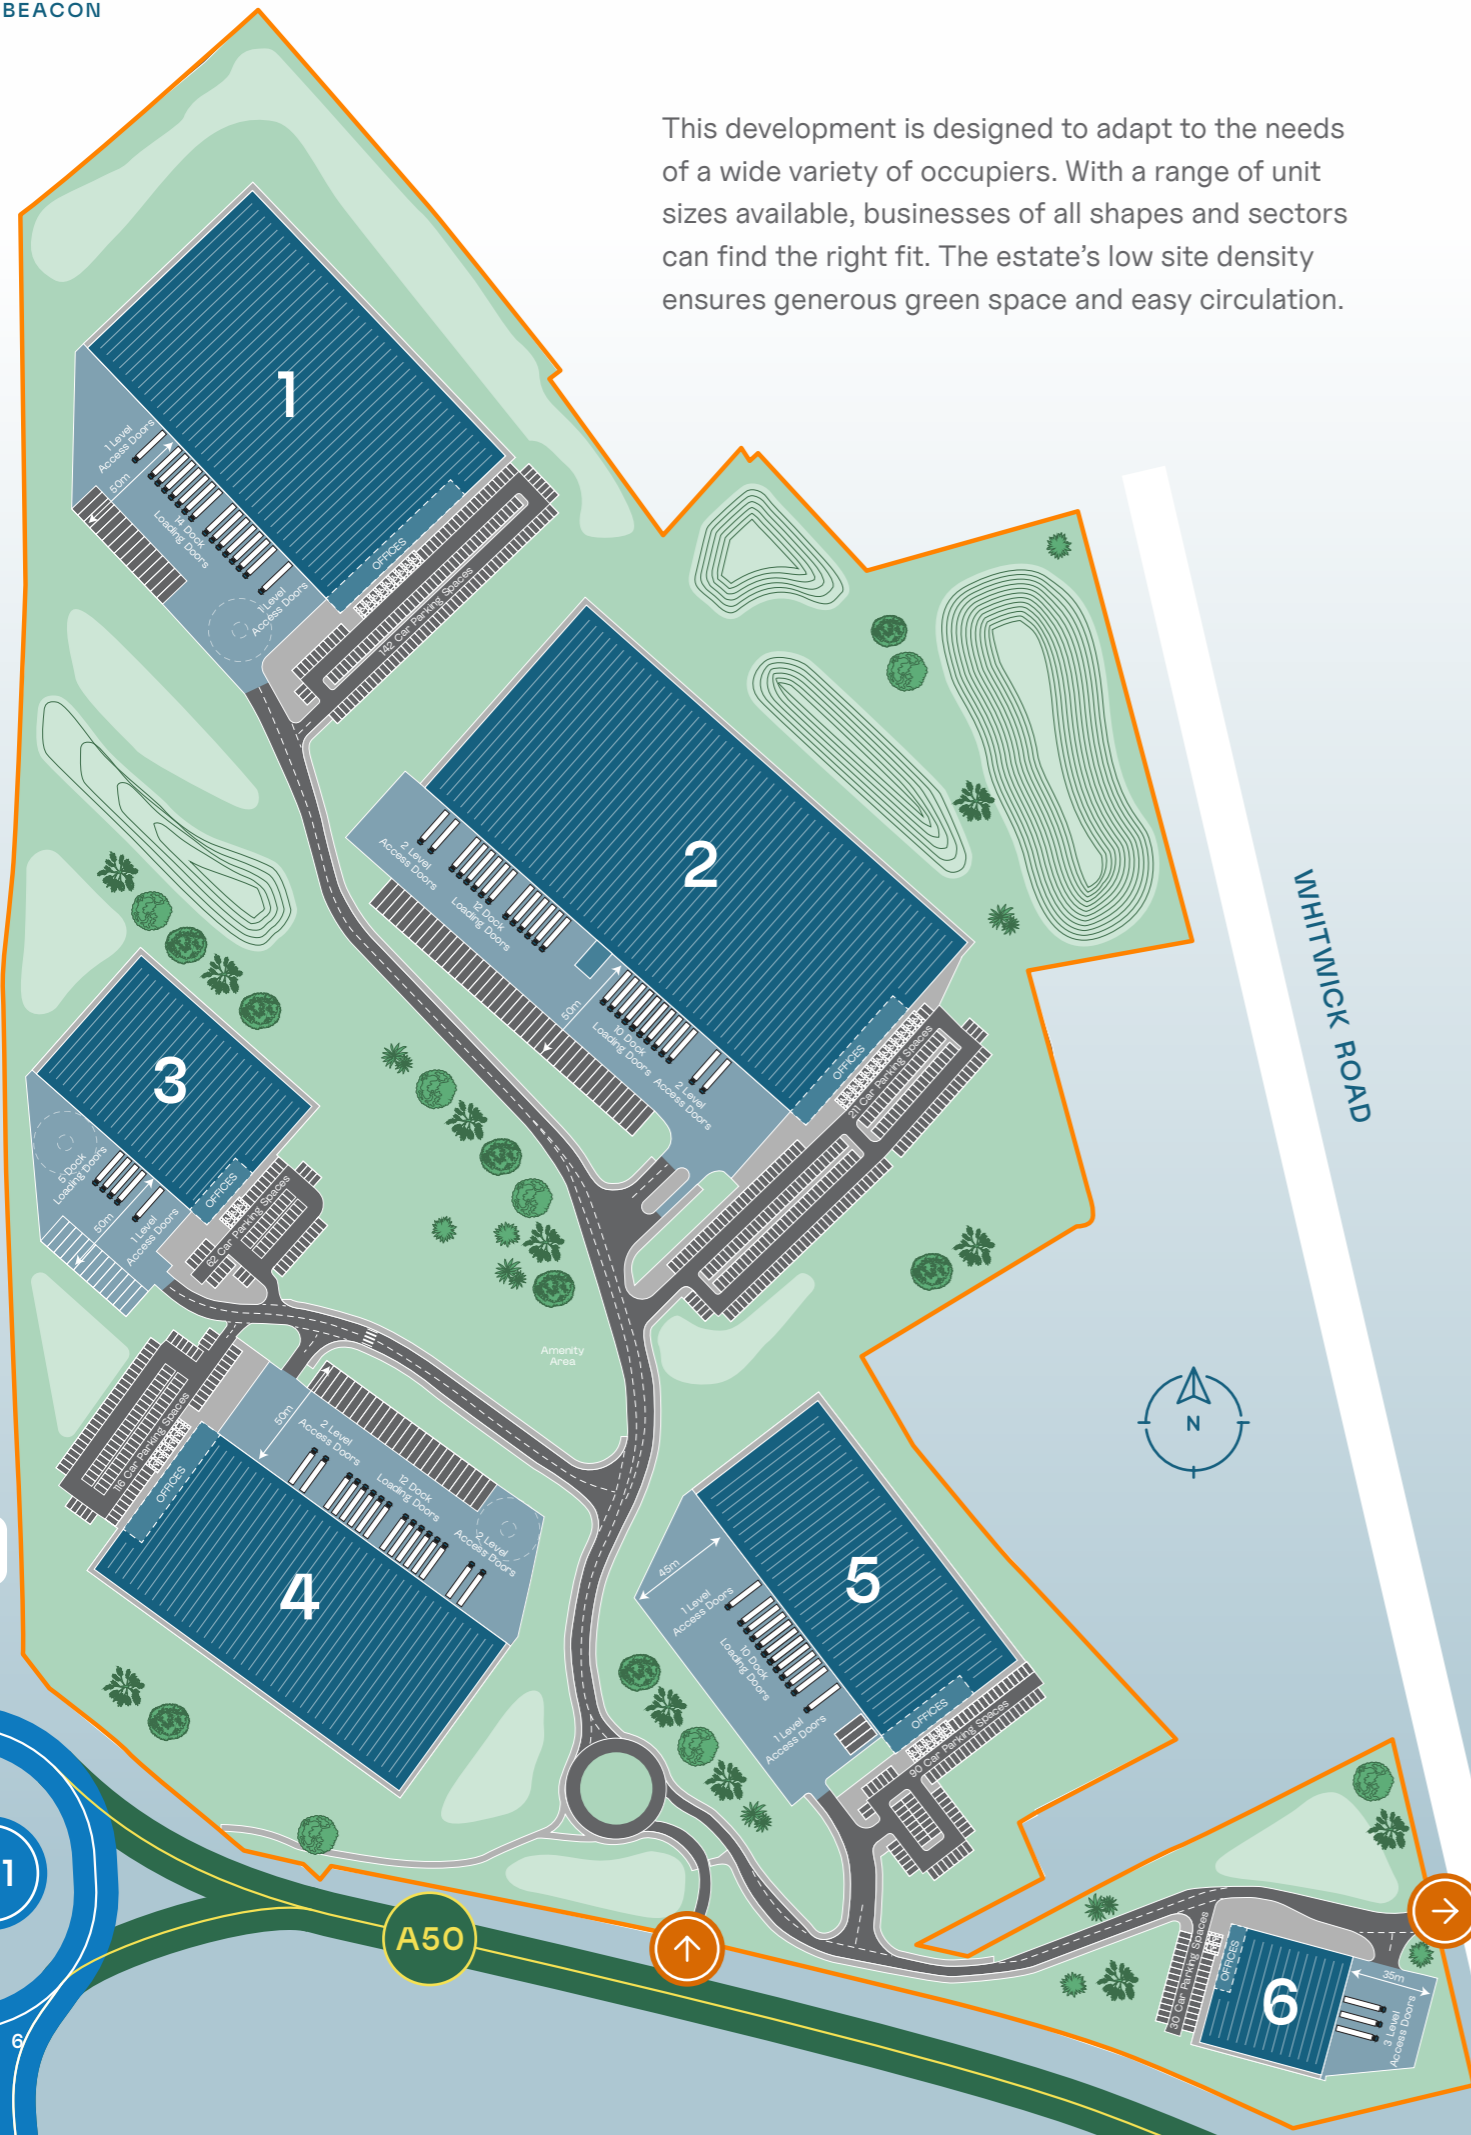 BEACON
This development is designed to adapt to the needs
of a wide variety of occupiers. With a range of unit
sizes available, businesses of all shapes and sectors
can find the right fit. The estate's low site density
ensures generous green space and easy circulation.
1
1 Level
Access Doors
50m
14 Dock
Loading Doors
1 Level
Access Doors
OFFICES
142 Car Parking Spaces
2
2 Level
Access Doors
12 Dock
Loading Doors
50m
10 Dock
Loading Doors
2 Level
Access Doors
OFFICES
211 Car Parking Spaces
WHITWICK ROAD
3
5 Dock
Loading Doors
50m
1 Level
Access Doors
OFFICES
62 Car Parking Spaces
Amenity
Area
N
116 Car Parking Spaces
OFFICES
50m
2 Level
Access Doors
12 Dock
Loading Doors
2 Level
Access Doors
4
5
45m
1 Level
Access Doors
10 Dock
Loading Doors
1 Level
Access Doors
OFFICES
90 Car Parking Spaces
1
A50
6
30 Car Parking Spaces
OFFICES
6
35m
3 Level
Access Doors